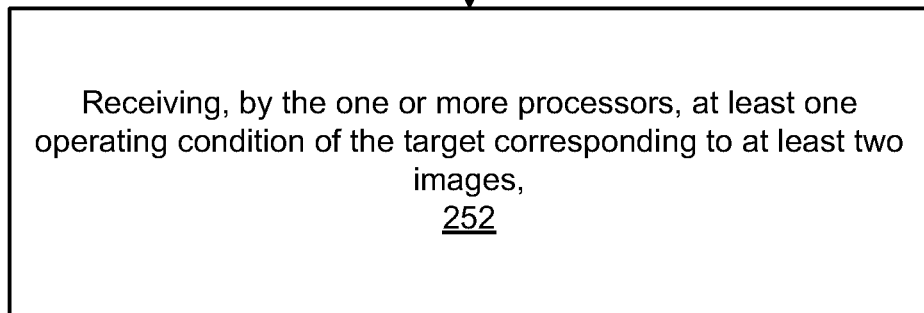 Receiving, by the one or more processors, at least one
operating condition of the target corresponding to at least two
images,
252